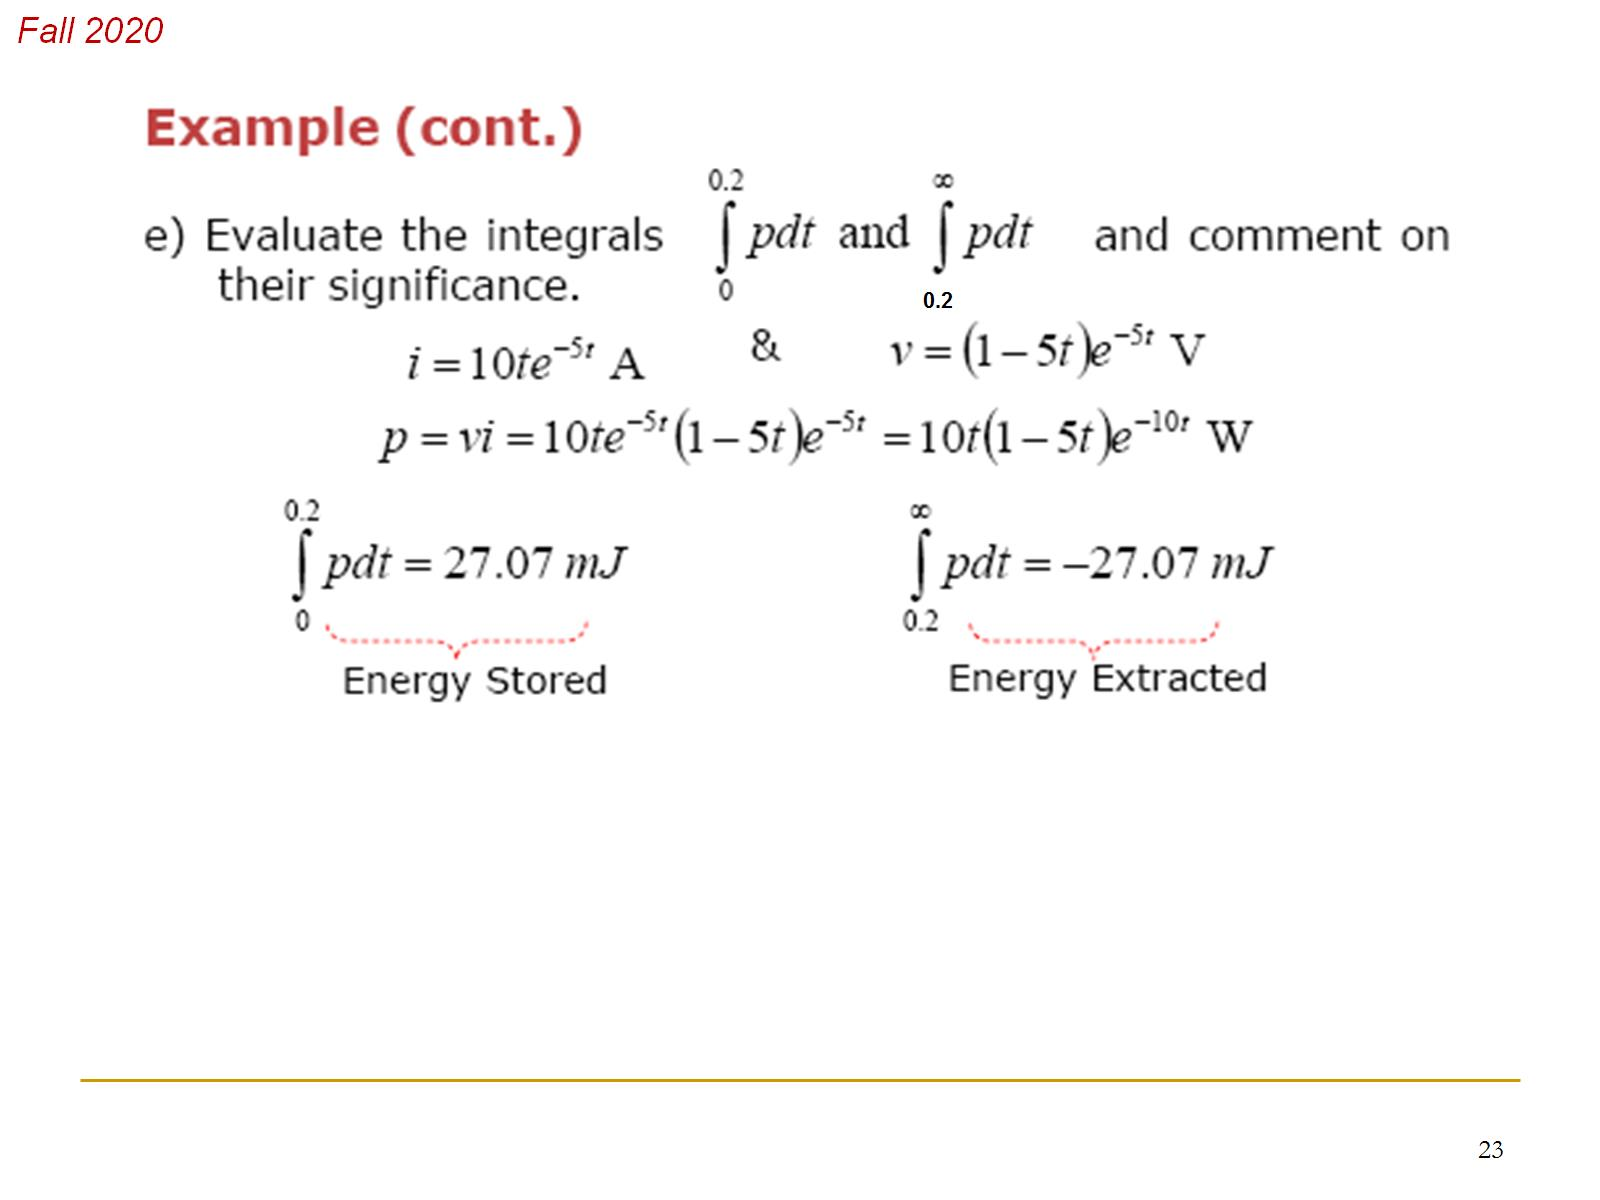 Fall 2020
Example (cont.)
e) Evaluate the integrals ∫₀^0.2 pdt and ∫_0.2^∞ pdt and comment on
their significance.
i = 10te^−5t A & v = (1 − 5t)e^−5t V
p = vi = 10te^−5t (1 − 5t)e^−5t = 10t(1 − 5t)e^−10t W
∫₀^0.2 pdt = 27.07 mJ ∫_0.2^∞ pdt = −27.07 mJ
Energy Stored Energy Extracted
23